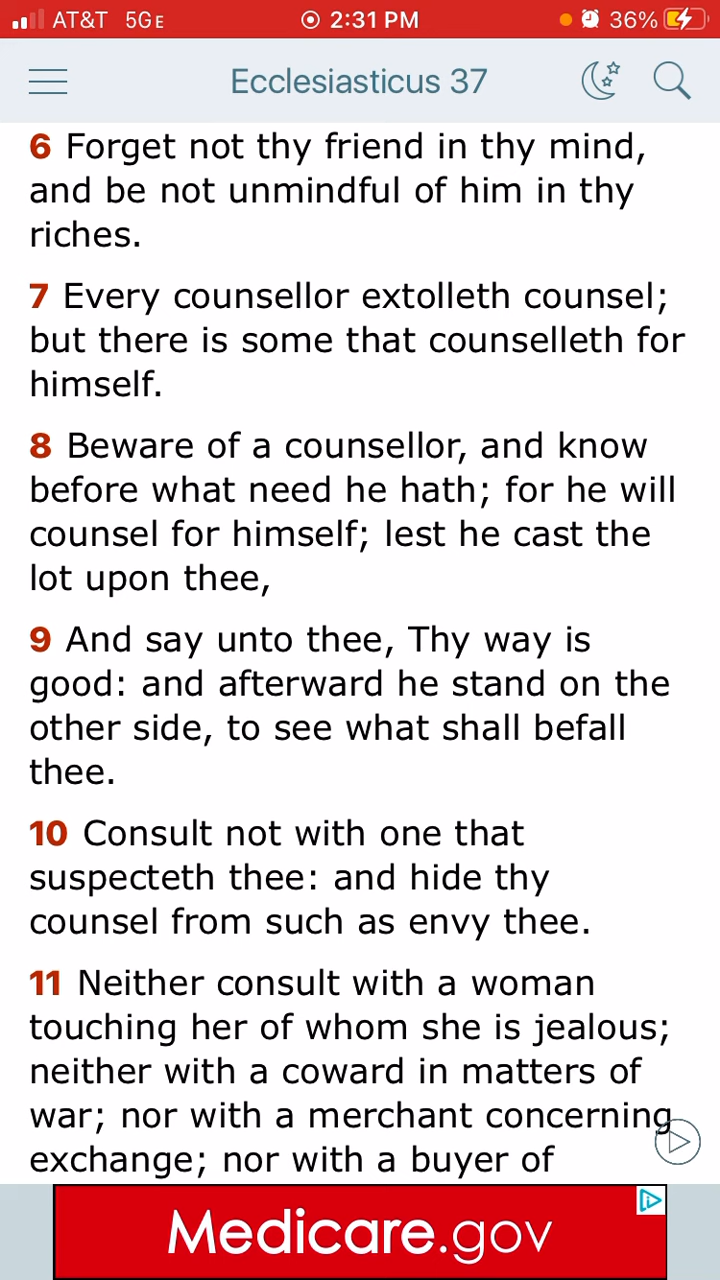 AT&T 5GE 2:31 PM 36%
Ecclesiasticus 37
6 Forget not thy friend in thy mind,
and be not unmindful of him in thy
riches.
7 Every counsellor extolleth counsel;
but there is some that counselleth for
himself.
8 Beware of a counsellor, and know
before what need he hath; for he will
counsel for himself; lest he cast the
lot upon thee,
9 And say unto thee, Thy way is
good: and afterward he stand on the
other side, to see what shall befall
thee.
10 Consult not with one that
suspecteth thee: and hide thy
counsel from such as envy thee.
11 Neither consult with a woman
touching her of whom she is jealous;
neither with a coward in matters of
war; nor with a merchant concerning
exchange; nor with a buyer of
Medicare.gov